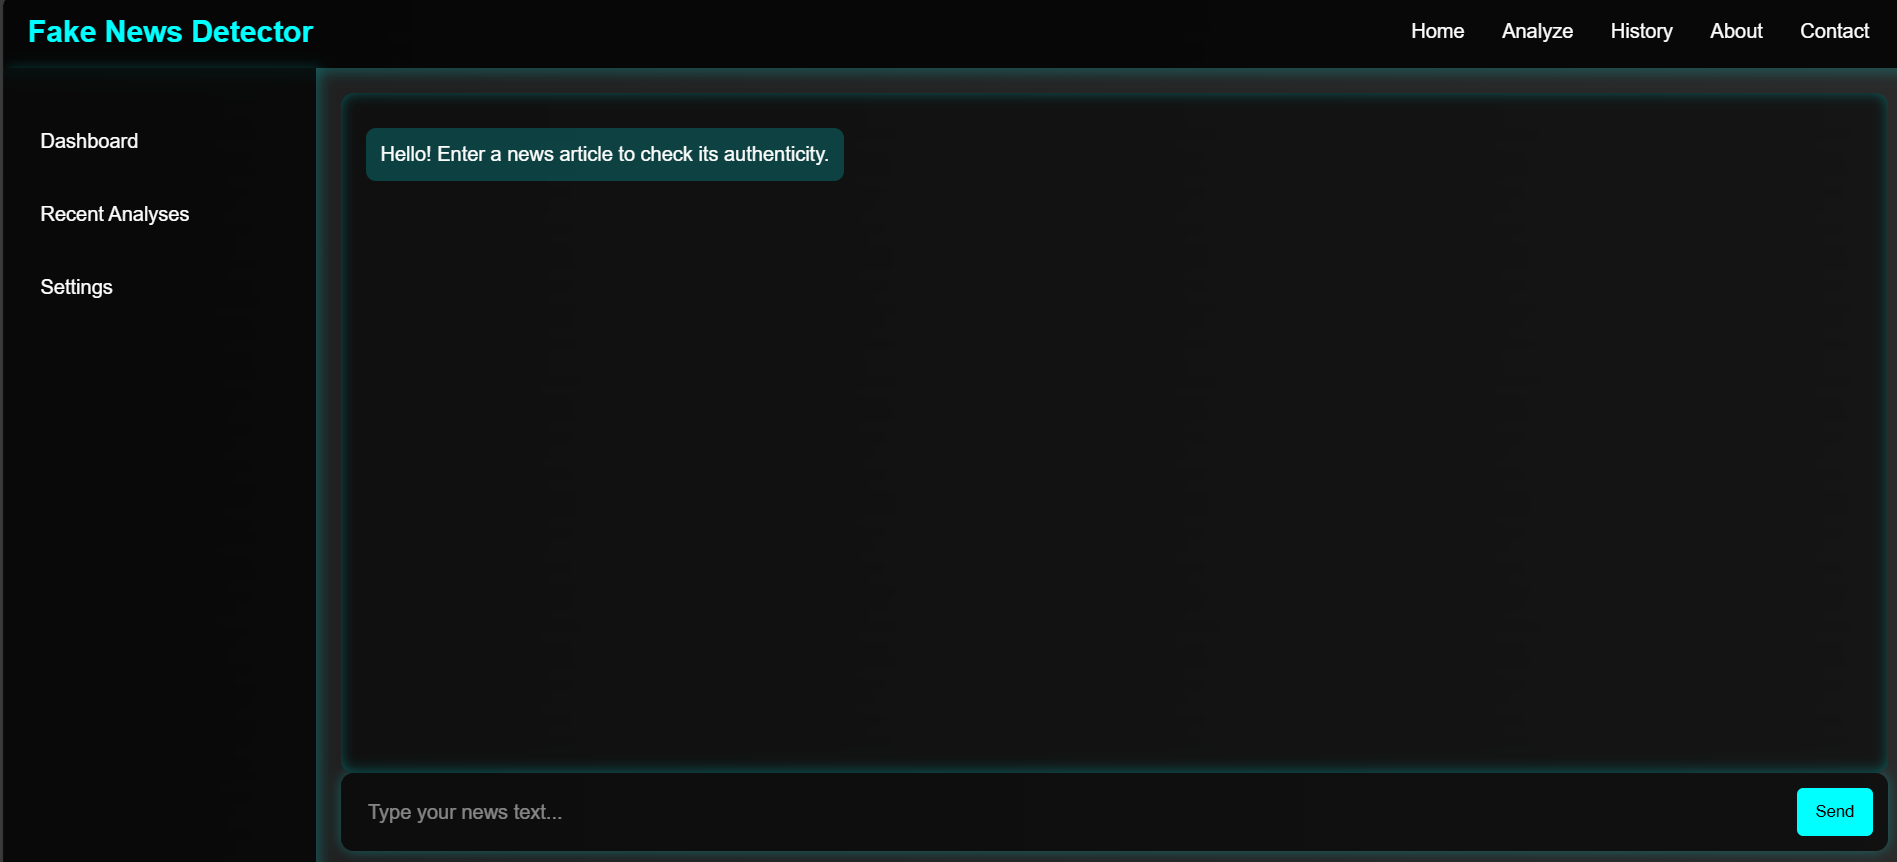 Fake News Detector
Home Analyze History About Contact
Dashboard
Recent Analyses
Settings
Hello! Enter a news article to check its authenticity.
Type your news text...
Send